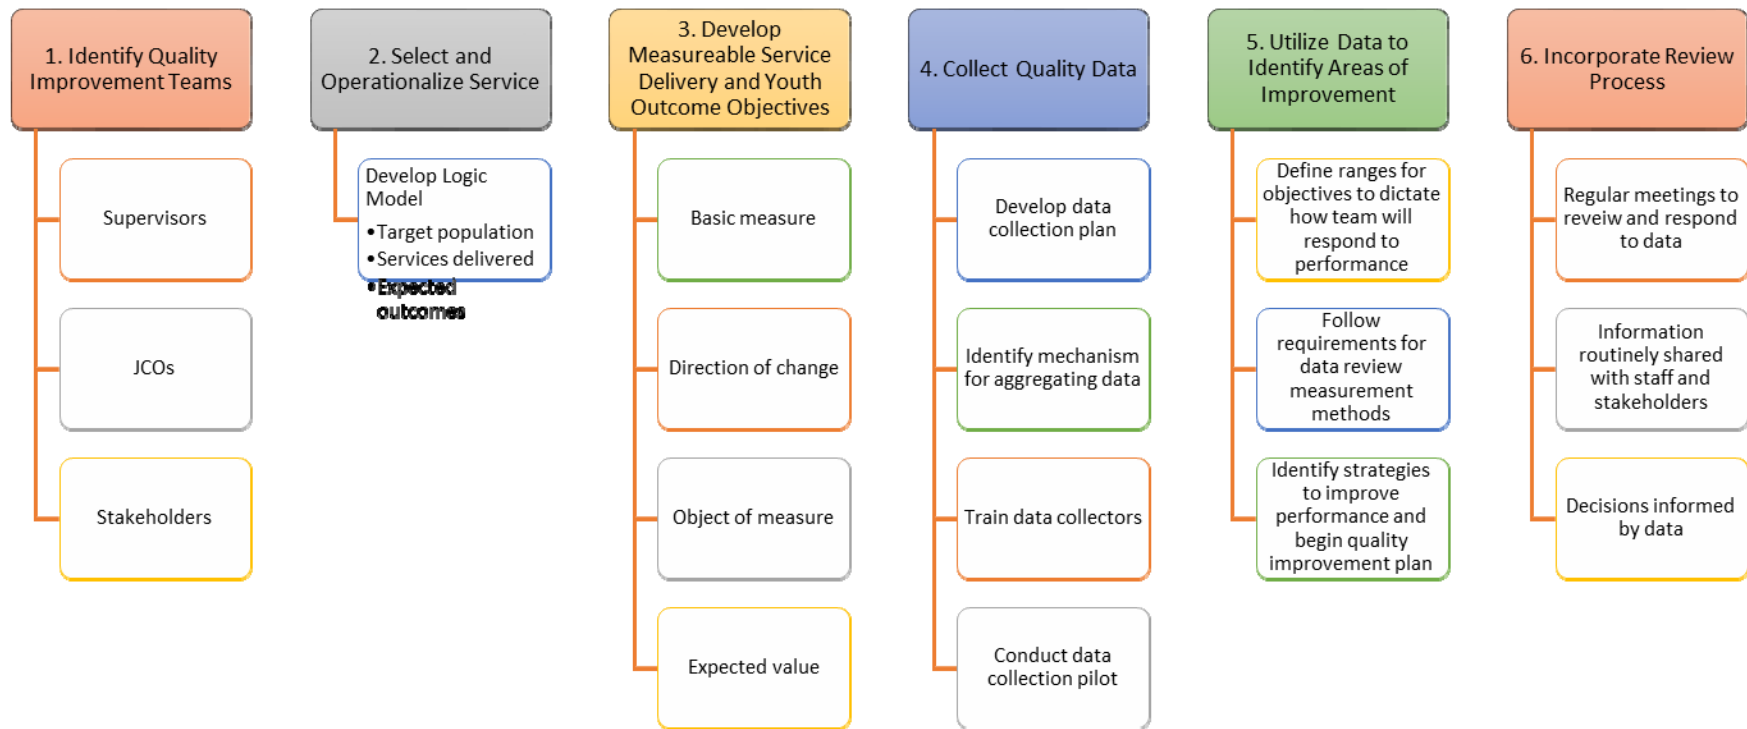 1. Identify Quality
Improvement Teams
Supervisors
JCOs
Stakeholders
2. Select and
Operationalize Service
Develop Logic
Model
•Target population
•Services delivered
•Expected
outcomes
3. Develop
Measureable Service
Delivery and Youth
Outcome Objectives
Basic measure
Direction of change
Object of measure
Expected value
4. Collect Quality Data
Develop data
collection plan
Identify mechanism
for aggregating data
Train data collectors
Conduct data
collection pilot
5. Utilize Data to
Identify Areas of
Improvement
Define ranges for
objectives to dictate
how team will
respond to
performance
Follow
requirements for
data review
measurement
methods
Identify strategies
to improve
performance and
begin quality
improvement plan
6. Incorporate Review
Process
Regular meetings to
reveiw and respond
to data
Information
routinely shared
with staff and
stakeholders
Decisions informed
by data